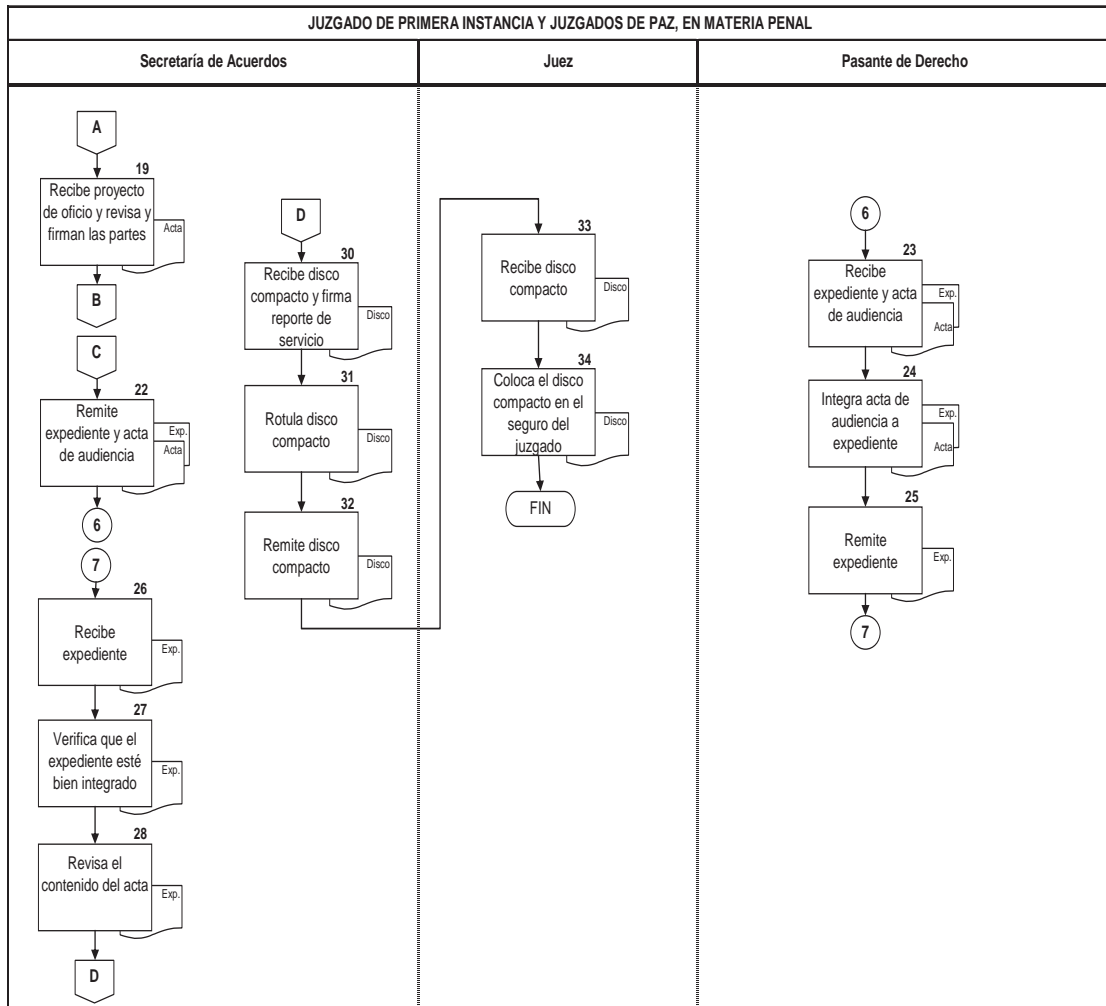 JUZGADO DE PRIMERA INSTANCIA Y JUZGADOS DE PAZ, EN MATERIA PENAL
Secretaría de Acuerdos
Juez
Pasante de Derecho
A
19
Recibe proyecto
de oficio y revisa y
firman las partes
Acta
B
C
22
Remite
expediente y acta
de audiencia
Exp.
Acta
6
7
26
Recibe
expediente
Exp.
27
Verifica que el
expediente esté
bien integrado
Exp.
28
Revisa el
contenido del acta
Exp.
D
D
30
Recibe disco
compacto y firma
reporte de
servicio
Disco
31
Rotula disco
compacto
Disco
32
Remite disco
compacto
Disco
33
Recibe disco
compacto
Disco
34
Coloca el disco
compacto en el
seguro del
juzgado
Disco
FIN
6
23
Recibe
expediente y acta
de audiencia
Exp.
Acta
24
Integra acta de
audiencia a
expediente
Exp.
Acta
25
Remite
expediente
Exp.
7